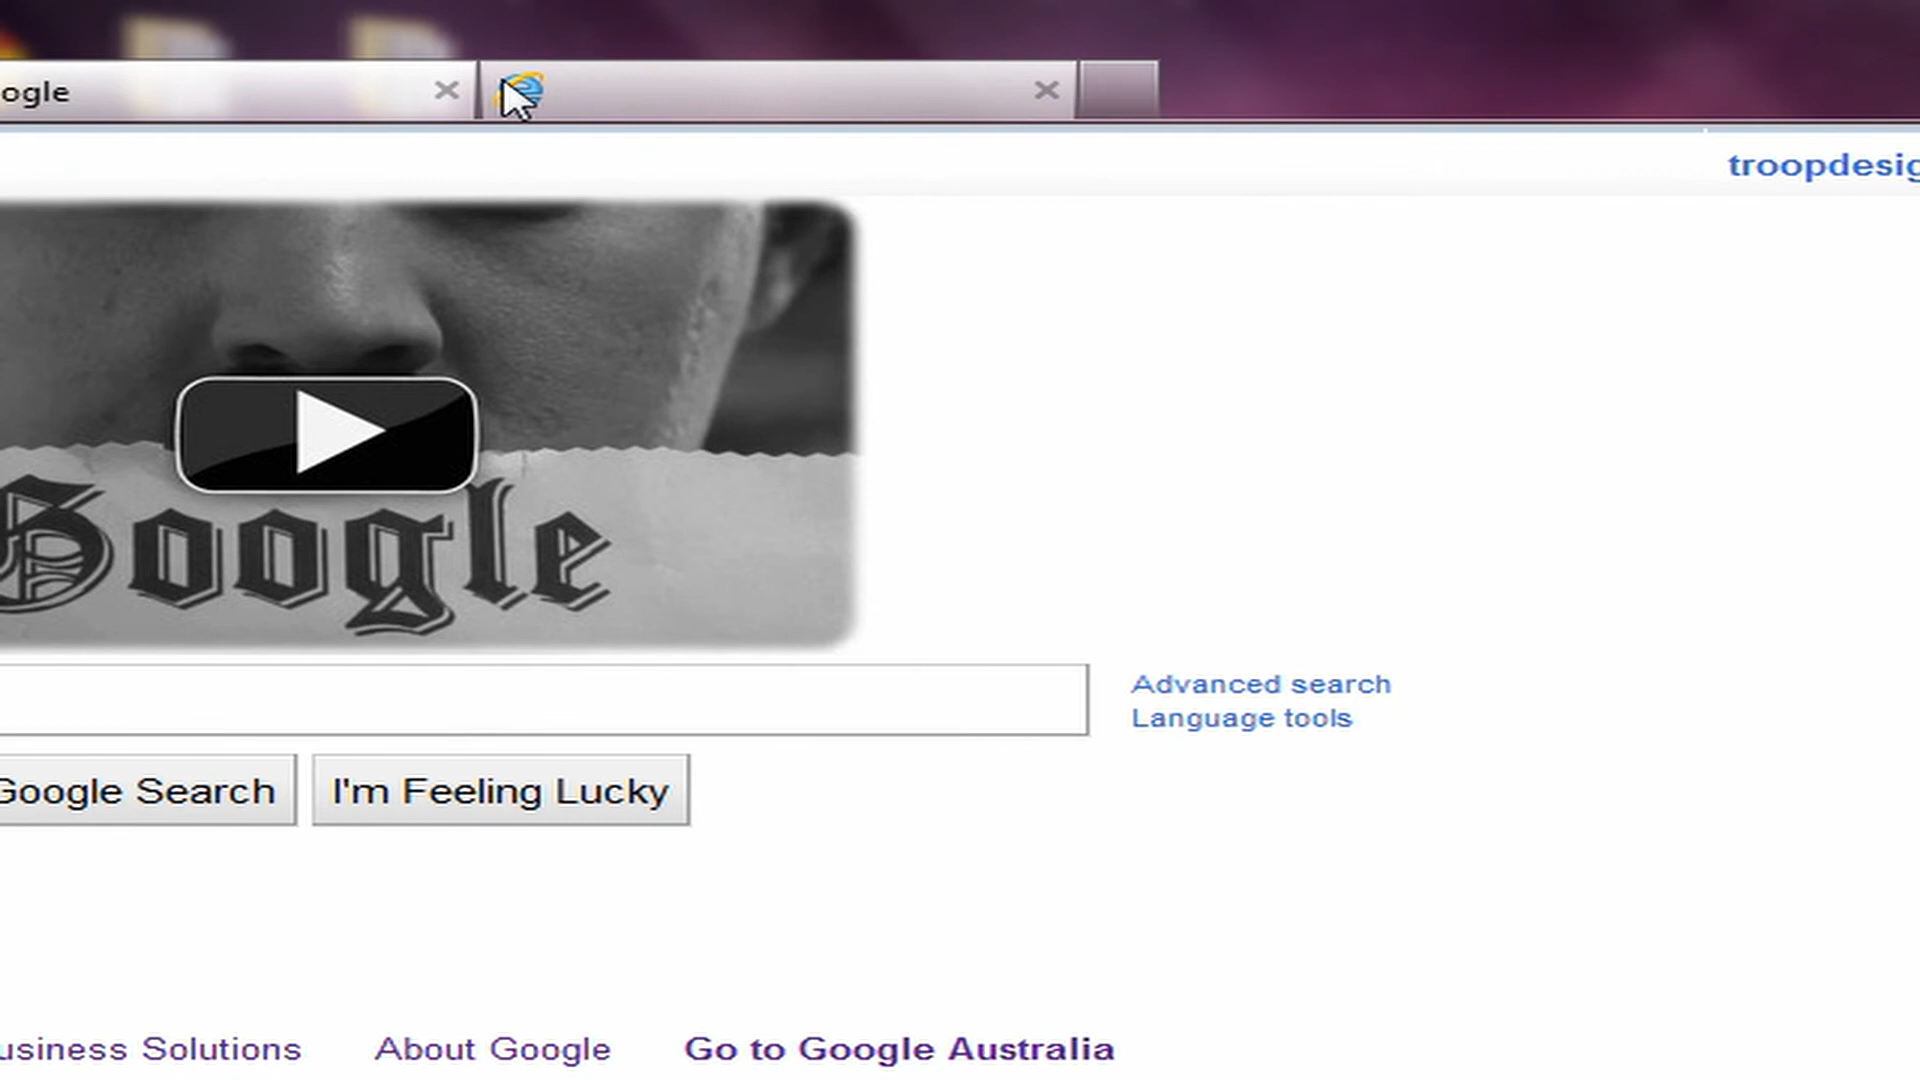 ogle
troopdesig
Google
Advanced search
Language tools
Google Search
I'm Feeling Lucky
usiness Solutions
About Google
Go to Google Australia